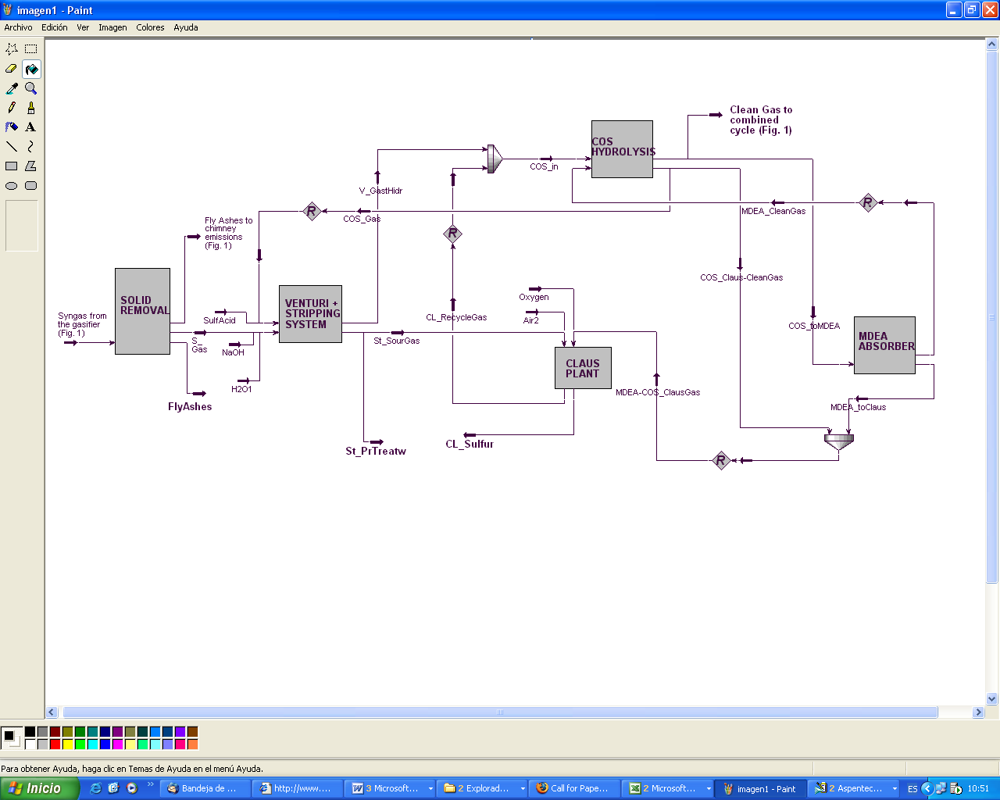 imagen1 - Paint
Archivo Edición Ver Imagen Colores Ayuda
Clean Gas to
combined
cycle (Fig. 1)
COS
HYDROLYSIS
COS_in
V_GastHidr
R
COS_Gas
MDEA_CleanGas
R
Fly Ashes to
chimney
emissions
(Fig. 1)
R
COS_Claus-CleanGas
SOLID
REMOVAL
VENTURI +
STRIPPING
SYSTEM
Oxygen
Syngas from
the gasifier
(Fig. 1)
SulfAcid
CL_RecycleGas
Air2
COS_toMDEA
MDEA
ABSORBER
S_
Gas
NaOH
St_SourGas
CLAUS
PLANT
H2O1
MDEA-COS_ClausGas
FlyAshes
MDEA_toClaus
CL_Sulfur
St_PrTreatw
R
Para obtener Ayuda, haga clic en Temas de Ayuda en el menú Ayuda.
Inicio
»
Bandeja de ...
http://www....
3 Microsoft...
2 Explorad...
Call for Pape...
2 Microsoft...
imagen1 - Paint
2 Aspentec...
ES
10:51